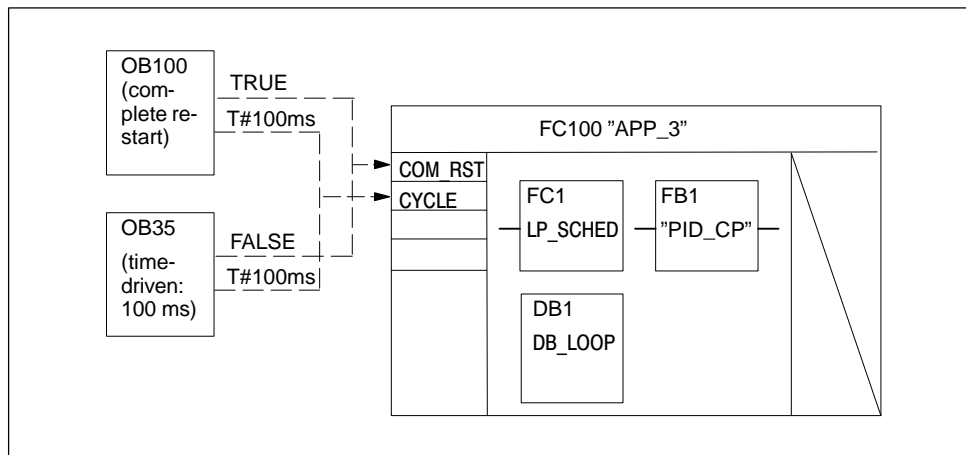 OB100
(com-
plete re-
start)
TRUE
T#100ms
OB35
(time-
driven:
100 ms)
FALSE
T#100ms
FC100 ”APP_3”
COM_RST
CYCLE
FC1
LP_SCHED
FB1
”PID_CP”
DB1
DB_LOOP